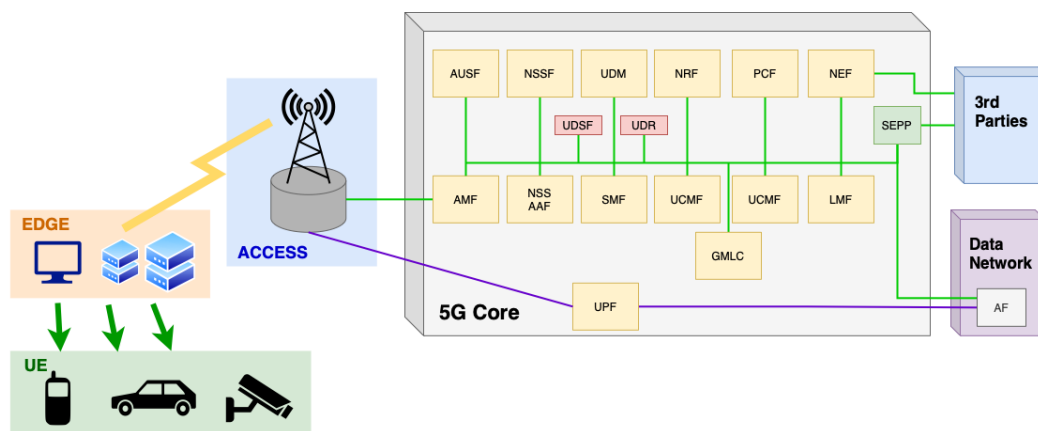 AUSF
NSSF
UDM
NRF
PCF
NEF
SEPP
3rd
Parties
UDSF
UDR
AMF
NSS
AAF
SMF
UCMF
UCMF
LMF
GMLC
EDGE
ACCESS
Data
Network
5G Core
UPF
AF
UE